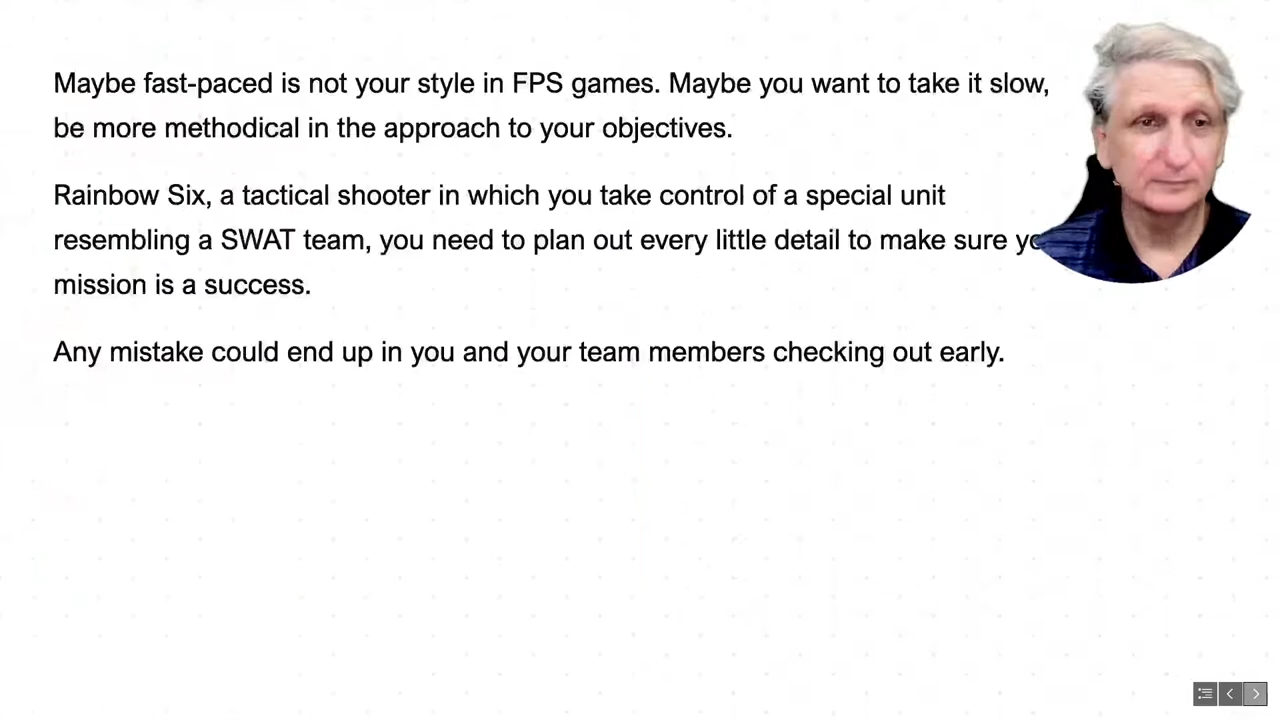 Maybe fast-paced is not your style in FPS games. Maybe you want to take it slow,
be more methodical in the approach to your objectives.
Rainbow Six, a tactical shooter in which you take control of a special unit
resembling a SWAT team, you need to plan out every little detail to make sure
mission is a success.
Any mistake could end up in you and your team members checking out early.